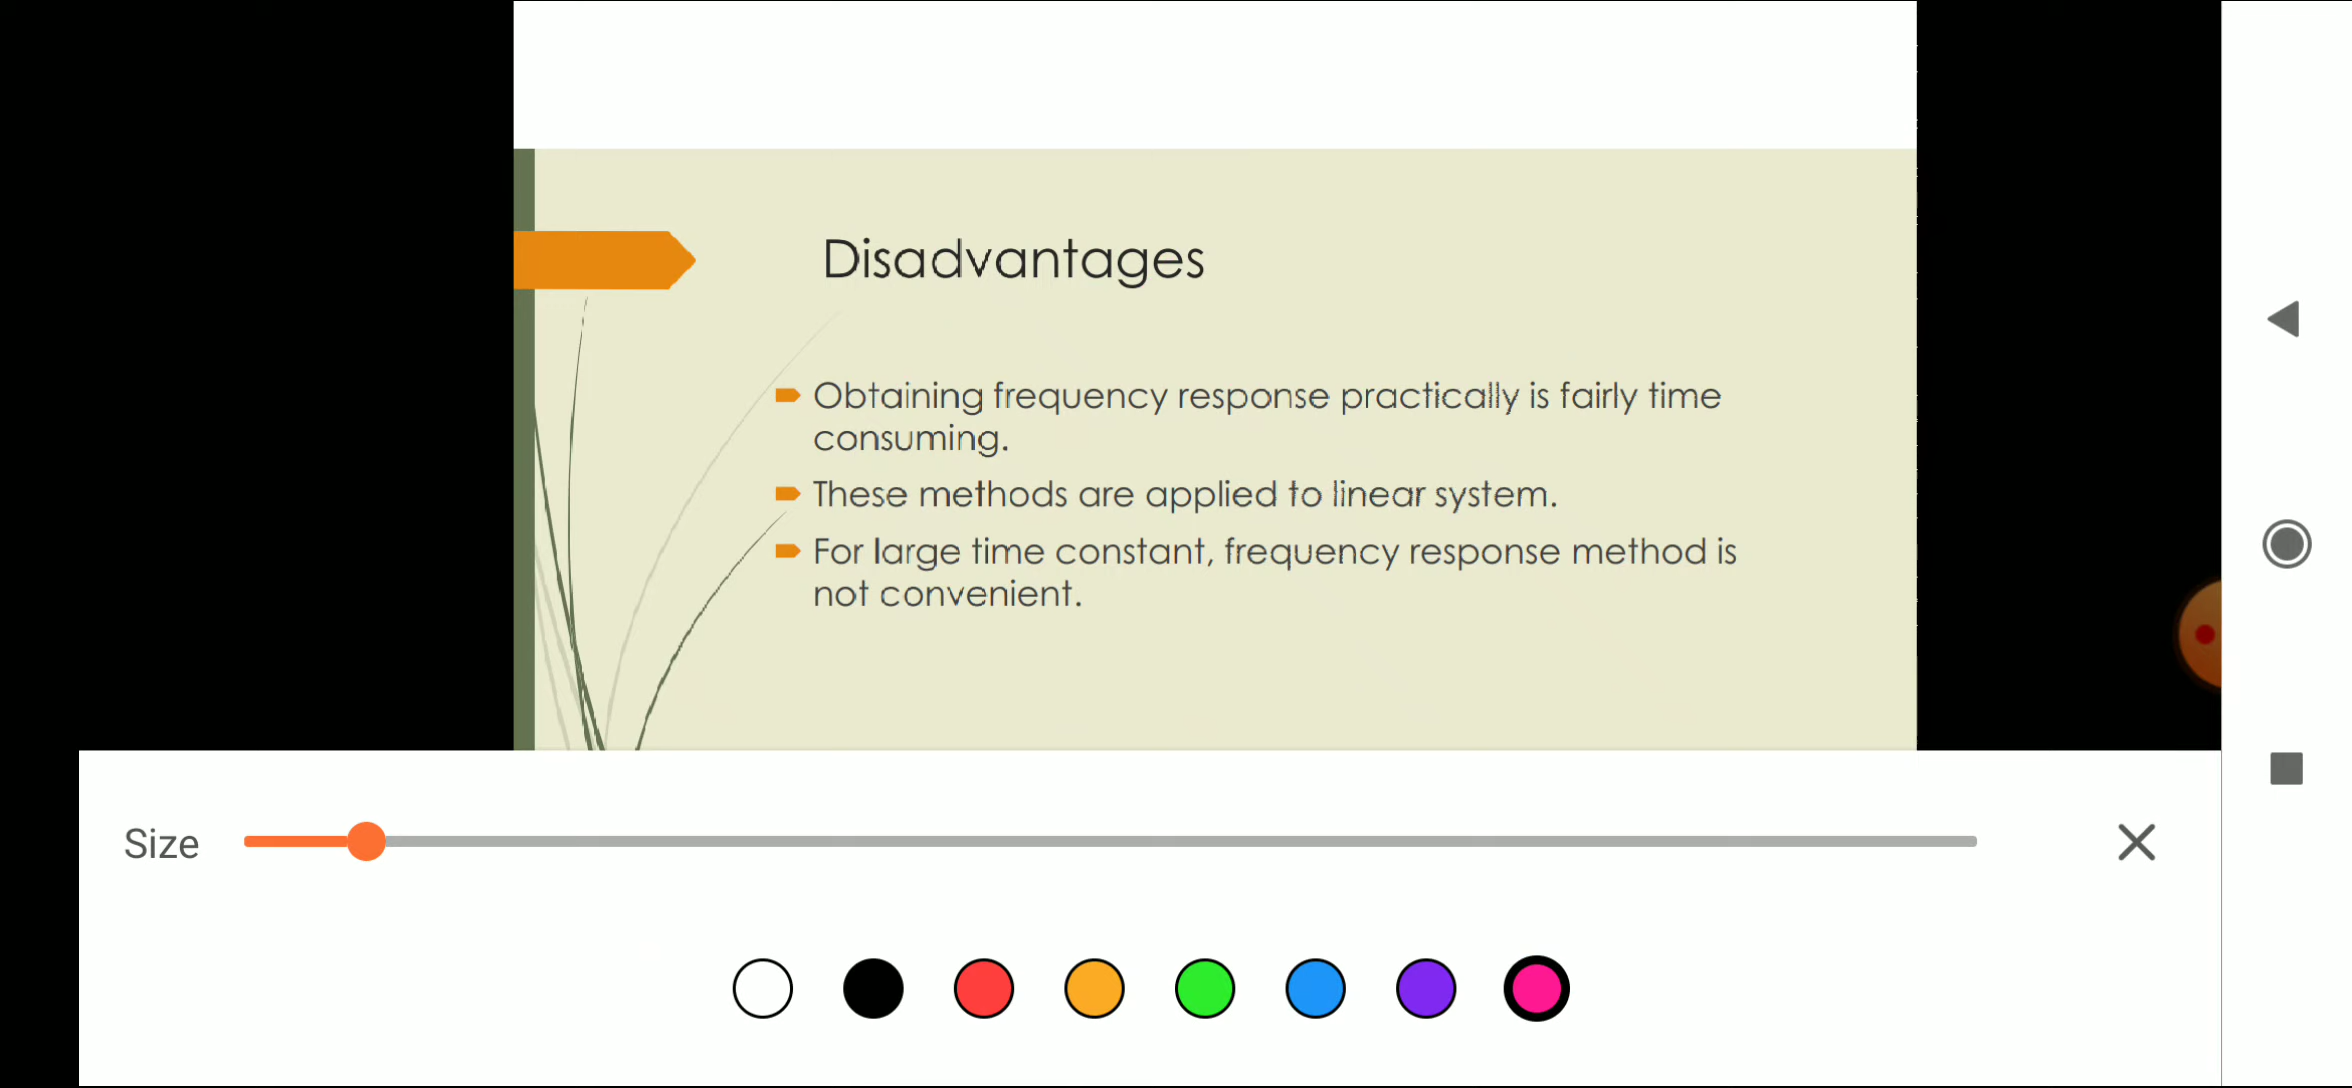 Disadvantages
Obtaining frequency response practically is fairly time
consuming.
These methods are applied to linear system.
For large time constant, frequency response method is
not convenient.
Size